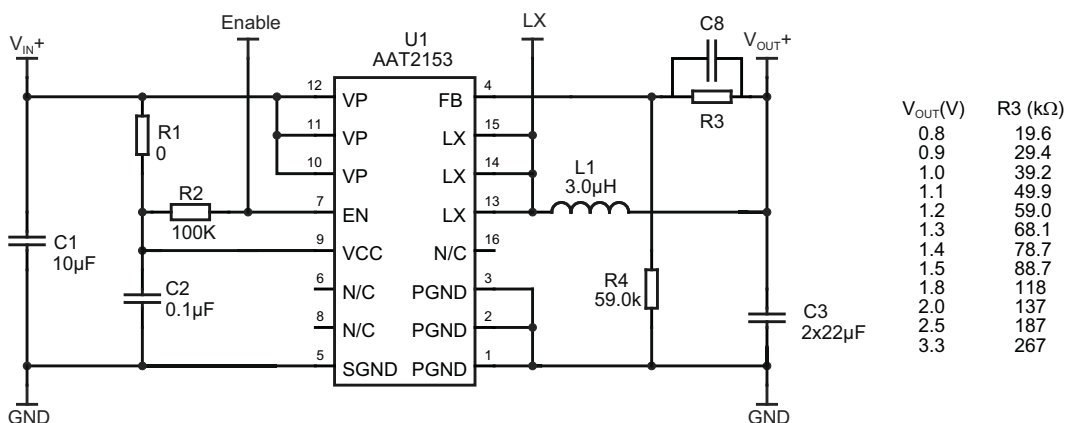 Enable
LX
V_IN+
U1
AAT2153
C8
V_OUT+
12
VP
FB
4
R1
0
11
VP
LX
15
R3
10
VP
LX
14
L1
3.0µH
R2
100K
7
EN
LX
13
9
VCC
N/C
16
C1
10µF
C2
0.1µF
6
N/C
PGND
3
R4
59.0k
8
N/C
PGND
2
C3
2x22µF
5
SGND
PGND
1
GND
GND
V_OUT(V) R3 (kΩ)
0.8 19.6
0.9 29.4
1.0 39.2
1.1 49.9
1.2 59.0
1.3 68.1
1.4 78.7
1.5 88.7
1.8 118
2.0 137
2.5 187
3.3 267